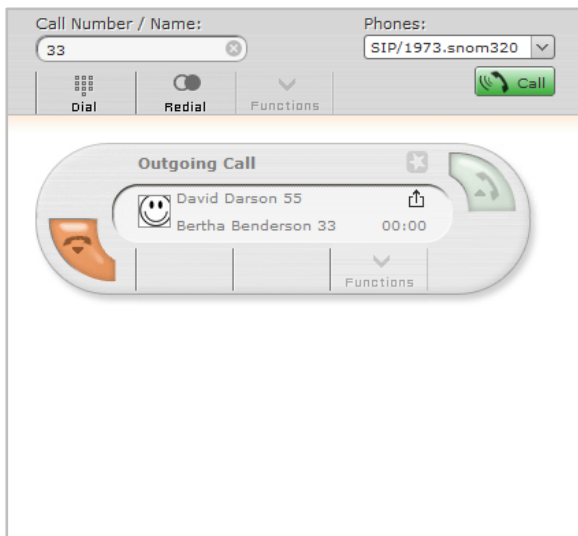 Call Number / Name:
Phones:
33
SIP/1973.snom320
Call
Dial
Redial
Functions
Outgoing Call
David Darson 55
Bertha Benderson 33
00:00
Functions